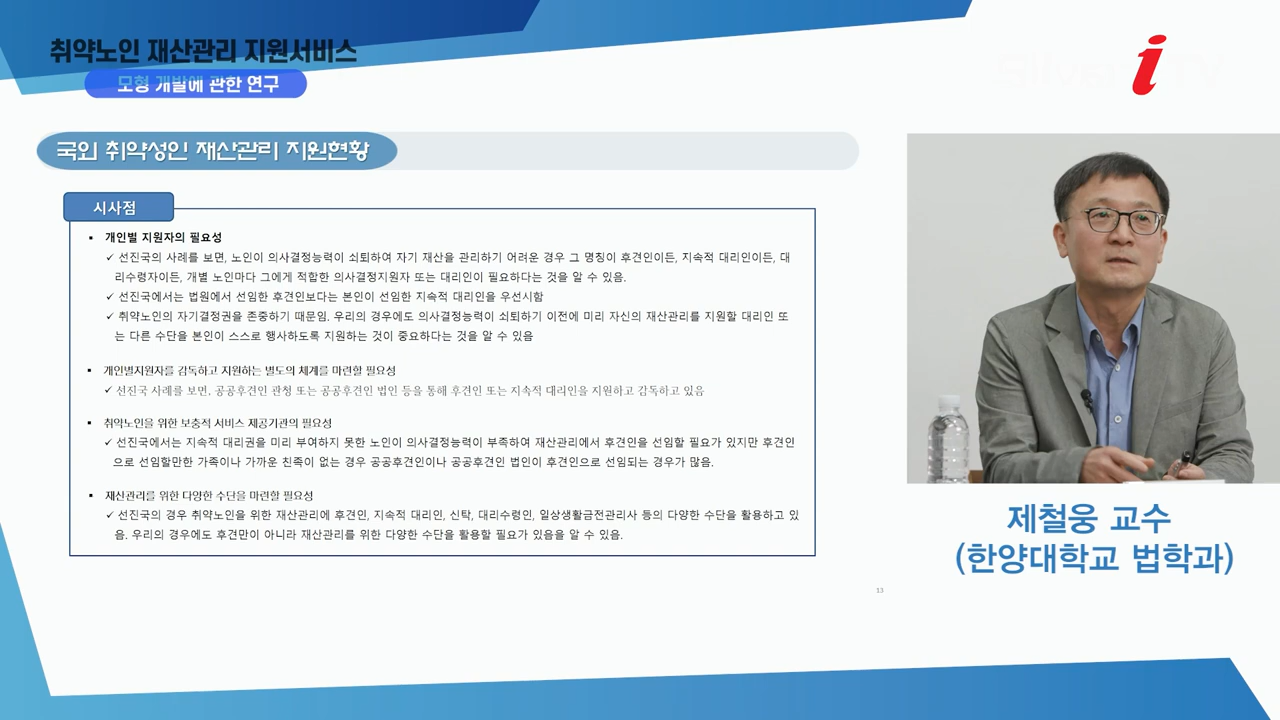 취약노인 재산관리 지원서비스
모형 개발에 관한 연구
국외 취약성인 재산관리 지원현황
시사점
▪ 개인별 지원자의 필요성
✓ 선진국의 사례를 보면, 노인이 의사결정능력이 쇠퇴하여 자기 재산을 관리하기 어려운 경우 그 명칭이 후견인이든, 지속적 대리인이든, 대
리수령자이든, 개별 노인마다 그에게 적합한 의사결정지원자 또는 대리인이 필요하다는 것을 알 수 있음.
✓ 선진국에서는 법원에서 선임한 후견인보다는 본인이 선임한 지속적 대리인을 우선시함
✓ 취약노인의 자기결정권을 존중하기 때문임. 우리의 경우에도 의사결정능력이 쇠퇴하기 이전에 미리 자신의 재산관리를 지원할 대리인 또
는 다른 수단을 본인이 스스로 행사하도록 지원하는 것이 중요하다는 것을 알 수 있음
▪ 개인별지원자를 감독하고 지원하는 별도의 체계를 마련할 필요성
✓ 선진국 사례를 보면, 공공후견인 관청 또는 공공후견인 법인 등을 통해 후견인 또는 지속적 대리인을 지원하고 감독하고 있음
▪ 취약노인을 위한 보충적 서비스 제공기관의 필요성
✓ 선진국에서는 지속적 대리권을 미리 부여하지 못한 노인이 의사결정능력이 부족하여 재산관리에서 후견인을 선임할 필요가 있지만 후견인
으로 선임할만한 가족이나 가까운 친족이 없는 경우 공공후견인이나 공공후견인 법인이 후견인으로 선임되는 경우가 많음.
▪ 재산관리를 위한 다양한 수단을 마련할 필요성
✓ 선진국의 경우 취약노인을 위한 재산관리에 후견인, 지속적 대리인, 신탁, 대리수령인, 일상생활금전관리사 등의 다양한 수단을 활용하고 있
음. 우리의 경우에도 후견만이 아니라 재산관리를 위한 다양한 수단을 활용할 필요가 있음을 알 수 있음.
13
Silver i TV
제철웅 교수
(한양대학교 법학과)